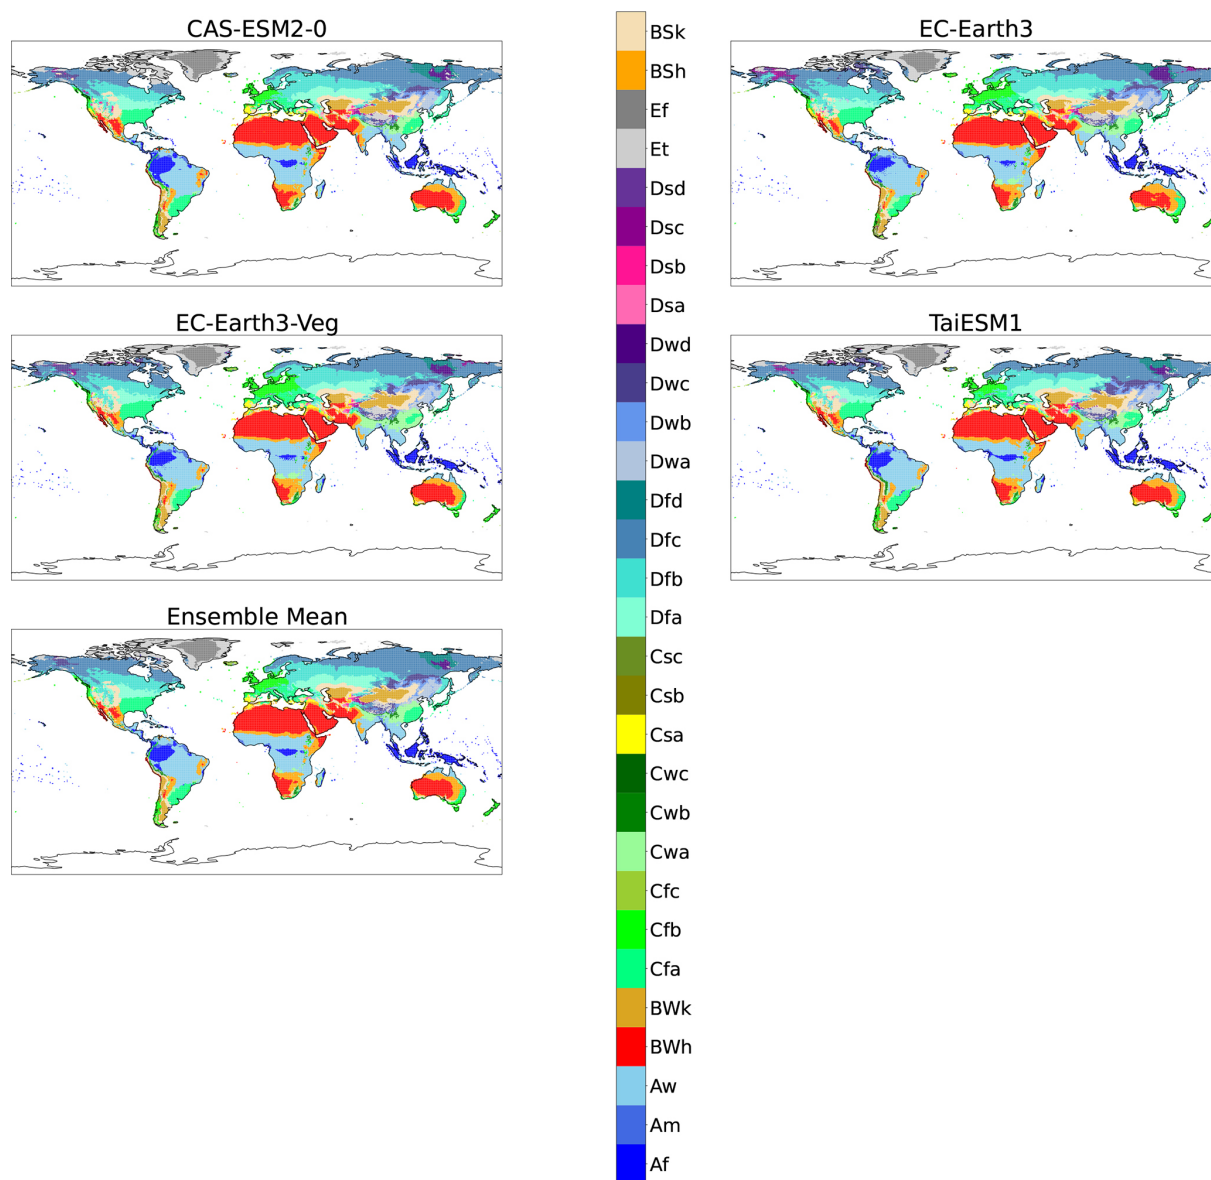 CAS-ESM2-0
EC-Earth3
EC-Earth3-Veg
TaiESM1
Ensemble Mean
BSk
BSh
Ef
Et
Dsd
Dsc
Dsb
Dsa
Dwd
Dwc
Dwb
Dwa
Dfd
Dfc
Dfb
Dfa
Csc
Csb
Csa
Cwc
Cwb
Cwa
Cfc
Cfb
Cfa
BWk
BWh
Aw
Am
Af